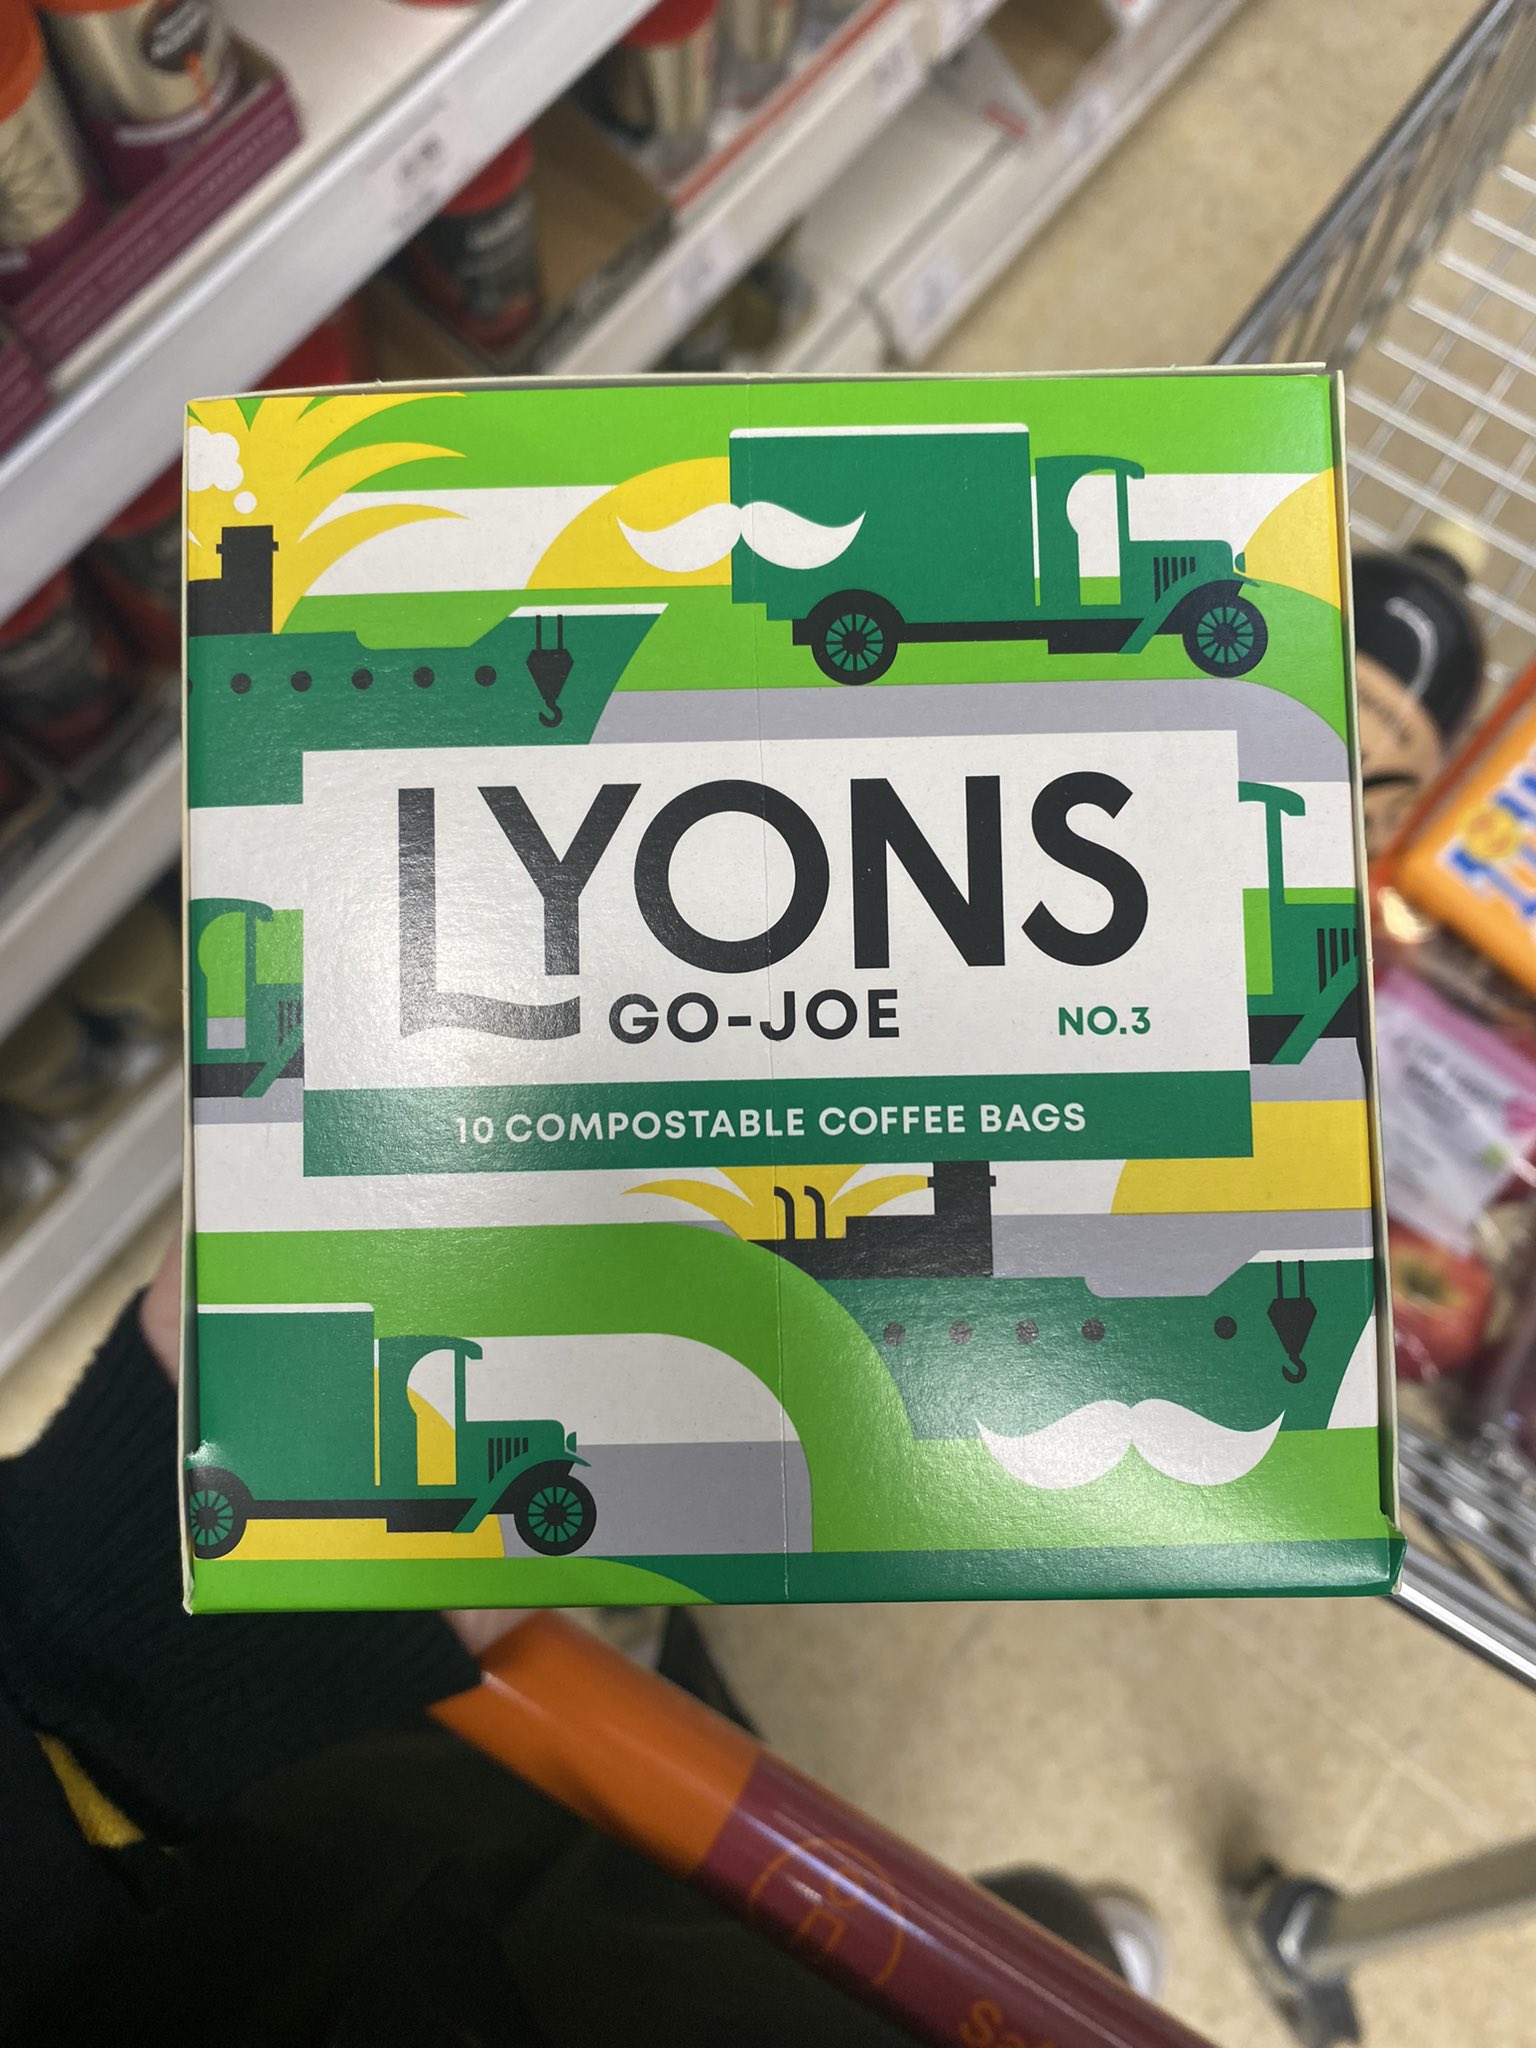 LYONS
GO-JOE
NO.3
10 COMPOSTABLE COFFEE BAGS